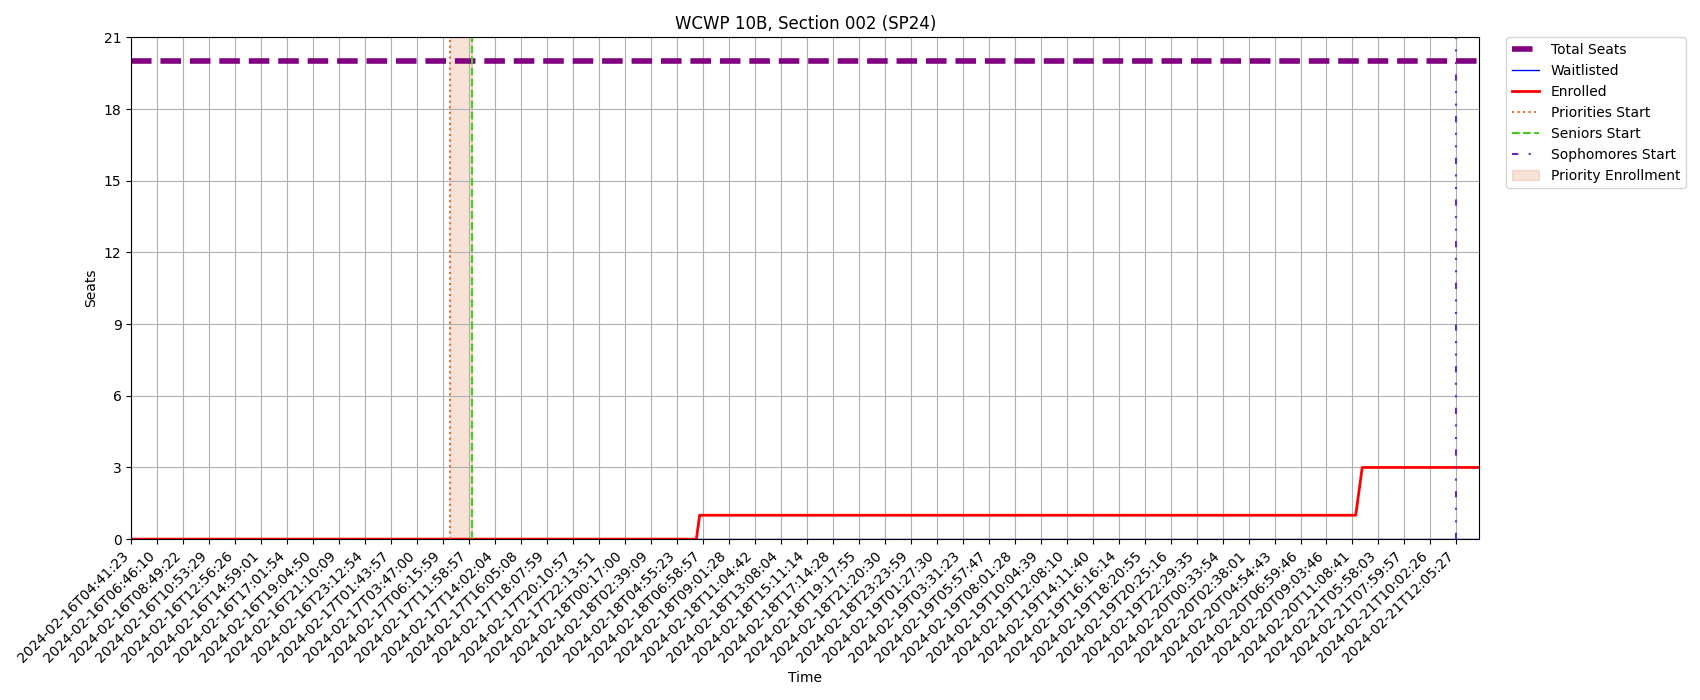 WCWP 10B, Section 002 (SP24)
21
18
15
12
9
6
3
0
Seats
Total Seats
Waitlisted
Enrolled
Priorities Start
Seniors Start
Sophomores Start
Priority Enrollment
2024-02-16T04:41:23
2024-02-16T06:46:10
2024-02-16T08:49:22
2024-02-16T10:53:29
2024-02-16T12:56:26
2024-02-16T14:59:01
2024-02-16T17:01:54
2024-02-16T19:04:50
2024-02-16T21:10:09
2024-02-16T23:12:54
2024-02-17T01:43:57
2024-02-17T03:47:00
2024-02-17T06:15:59
2024-02-17T11:58:57
2024-02-17T14:02:04
2024-02-17T16:05:08
2024-02-17T18:07:59
2024-02-17T20:10:57
2024-02-17T22:13:51
2024-02-18T00:17:00
2024-02-18T02:39:09
2024-02-18T04:55:23
2024-02-18T06:58:57
2024-02-18T09:01:28
2024-02-18T11:04:42
2024-02-18T13:08:04
2024-02-18T15:11:14
2024-02-18T17:14:28
2024-02-18T19:17:55
2024-02-18T21:20:30
2024-02-18T23:23:59
2024-02-19T01:27:30
2024-02-19T03:31:23
2024-02-19T05:57:47
2024-02-19T08:01:28
2024-02-19T10:04:39
2024-02-19T12:08:10
2024-02-19T14:11:40
2024-02-19T16:16:14
2024-02-19T18:20:55
2024-02-19T20:25:16
2024-02-19T22:29:35
2024-02-20T00:33:54
2024-02-20T02:38:01
2024-02-20T04:54:43
2024-02-20T06:59:46
2024-02-20T09:03:46
2024-02-20T11:08:41
2024-02-21T05:58:03
2024-02-21T07:59:57
2024-02-21T10:02:26
2024-02-21T12:05:27
Time